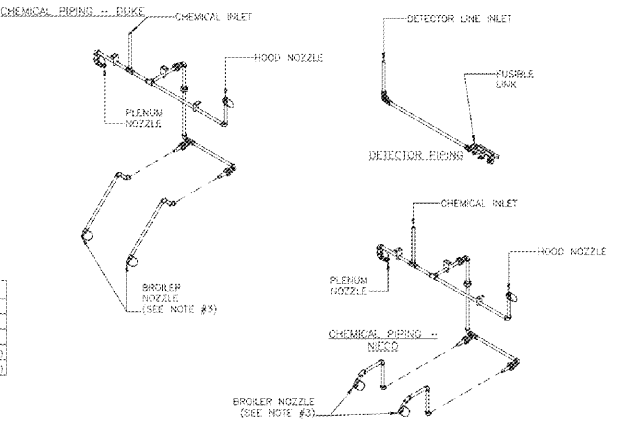 CHEMICAL PIPING -- DUKE
CHEMICAL INLET
HOOD NOZZLE
PLENUM
NOZZLE
BROILER
NOZZLE
(SEE NOTE #3)
DETECTOR LINE INLET
FUSIBLE
LINK
DETECTOR PIPING
CHEMICAL INLET
HOOD NOZZLE
PLENUM
NOZZLE
CHEMICAL PIPING --
NIECO
BROILER NOZZLE
(SEE NOTE #3)